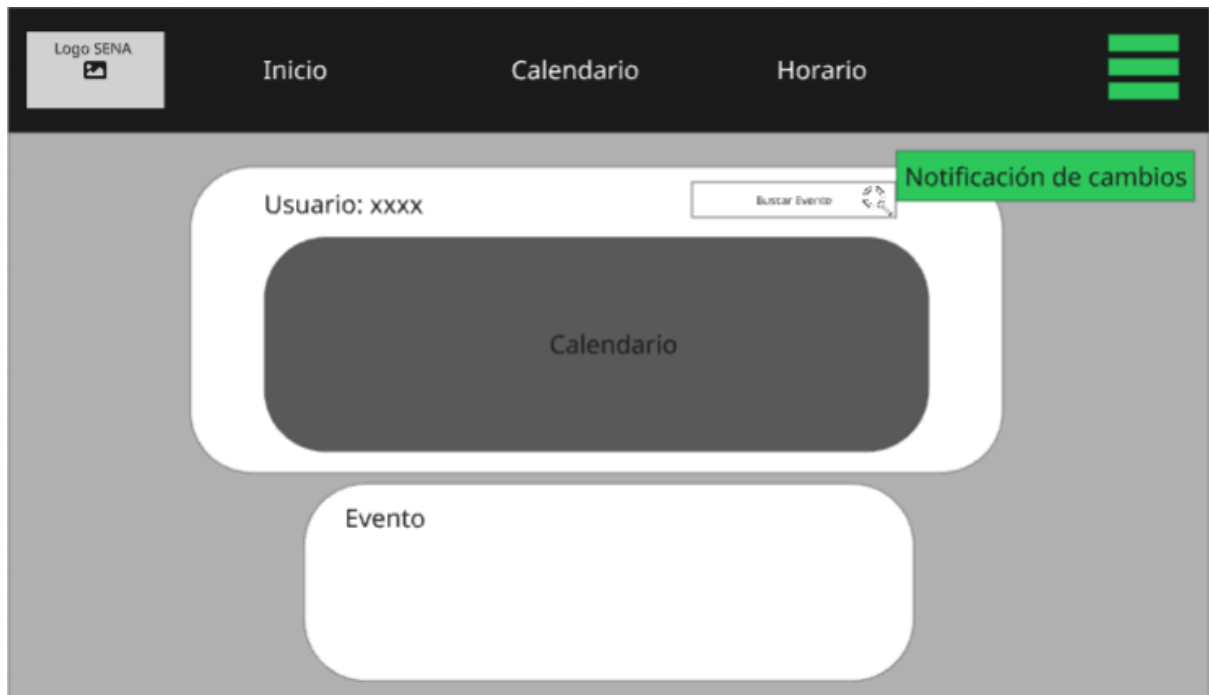 Logo SENA
Inicio
Calendario
Horario
Notificación de cambios
Usuario: xxxx
Buscar Evento
Calendario
Evento